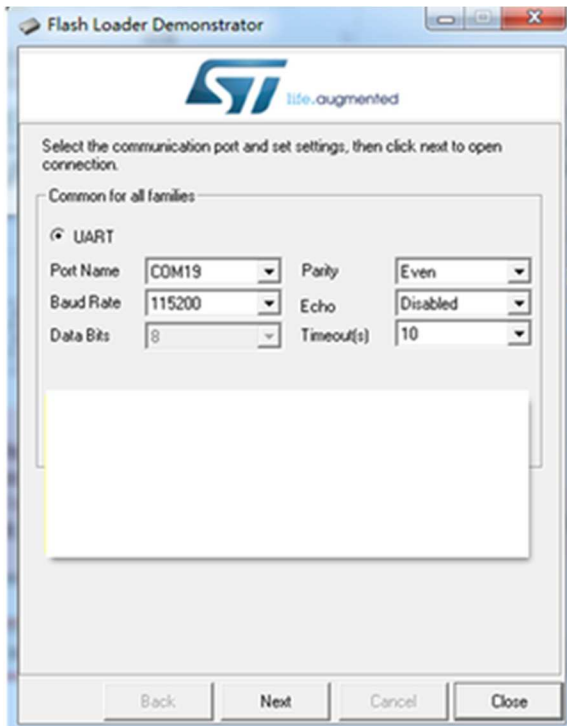 Flash Loader Demonstrator
ST
life.augmented
Select the communication port and set settings, then click next to open
connection.
Common for all families
UART
Port Name COM19 Parity Even
Baud Rate 115200 Echo Disabled
Data Bits 8 Timeout(s) 10
Back Next Cancel Close